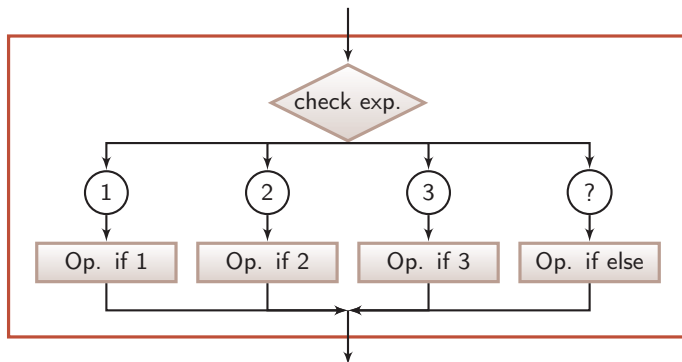 check exp.
1
2
3
?
Op. if 1
Op. if 2
Op. if 3
Op. if else